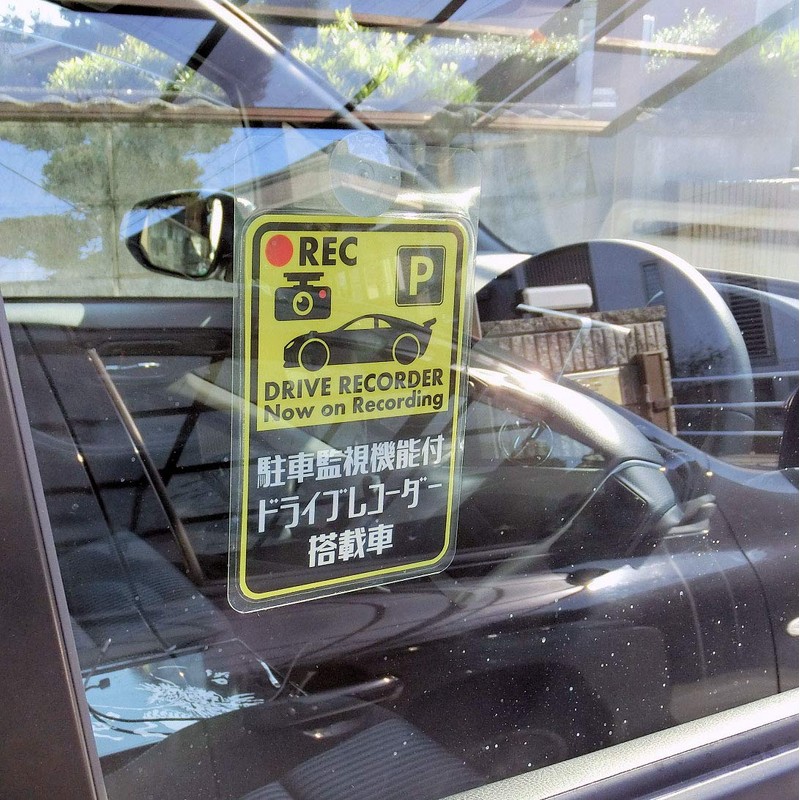 REC
P
DRIVE RECORDER
Now on Recording
駐車監視機能付
ドライブレコーダー
搭載車